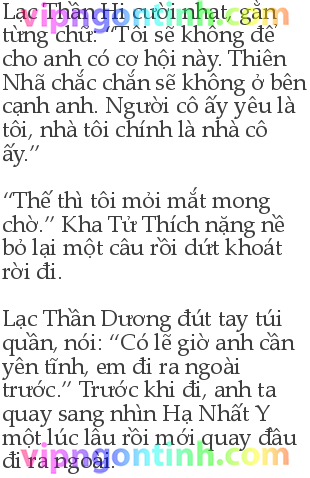 Lạc Thần Hi cười nhạt, gằn
vipngontinh.com
từng chữ: “Tôi sẽ không để
cho anh có cơ hội này. Thiên
Nhã chắc chắn sẽ không ở bên
cạnh anh. Người cô ấy yêu là
tôi, nhà tôi chính là nhà cô
ấy.”
“Thế thì tôi mỏi mắt mong
chờ.” Kha Tử Thích nặng nề
bỏ lại một câu rồi dứt khoát
rời đi.
Lạc Thần Dương đút tay túi
quần, nói: “Có lẽ giờ anh cần
yên tĩnh, em đi ra ngoài
trước.” Trước khi đi, anh ta
quay sang nhìn Hạ Nhất Y
một lúc lâu rồi mới quay đầu
đi ra ngoài.
vipngontinh.com